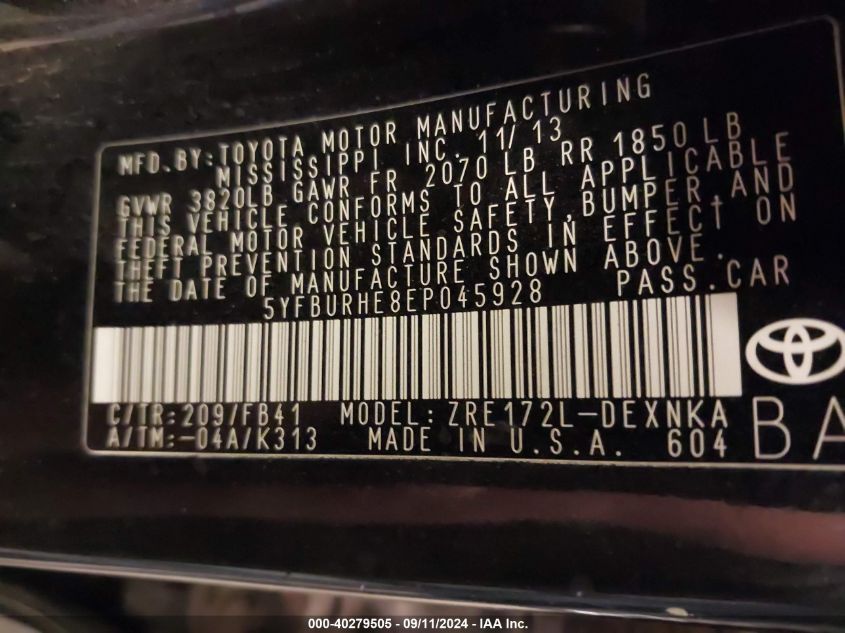 MFD.BY:TOYOTA MOTOR MANUFACTURING
MISSISSIPPI INC. 11/13
GVWR 3820LB GAWR FR 2070 LB RR 1850 LB
THIS VEHICLE CONFORMS TO ALL APPLICABLE
FEDERAL MOTOR VEHICLE SAFETY,BUMPER,AND
THEFT PREVENTION STANDARDS IN EFFECT ON
THE DATE OF MANUFACTURE SHOWN ABOVE.
5YFBURHE8EP045928 PASS.CAR
C/TR:209/FB41 MODEL:ZRE172L-DEXNKA
A/TM:-04A/K313 MADE IN U.S.A. 604
BA
000-40279505 - 09/11/2024 - IAA Inc.